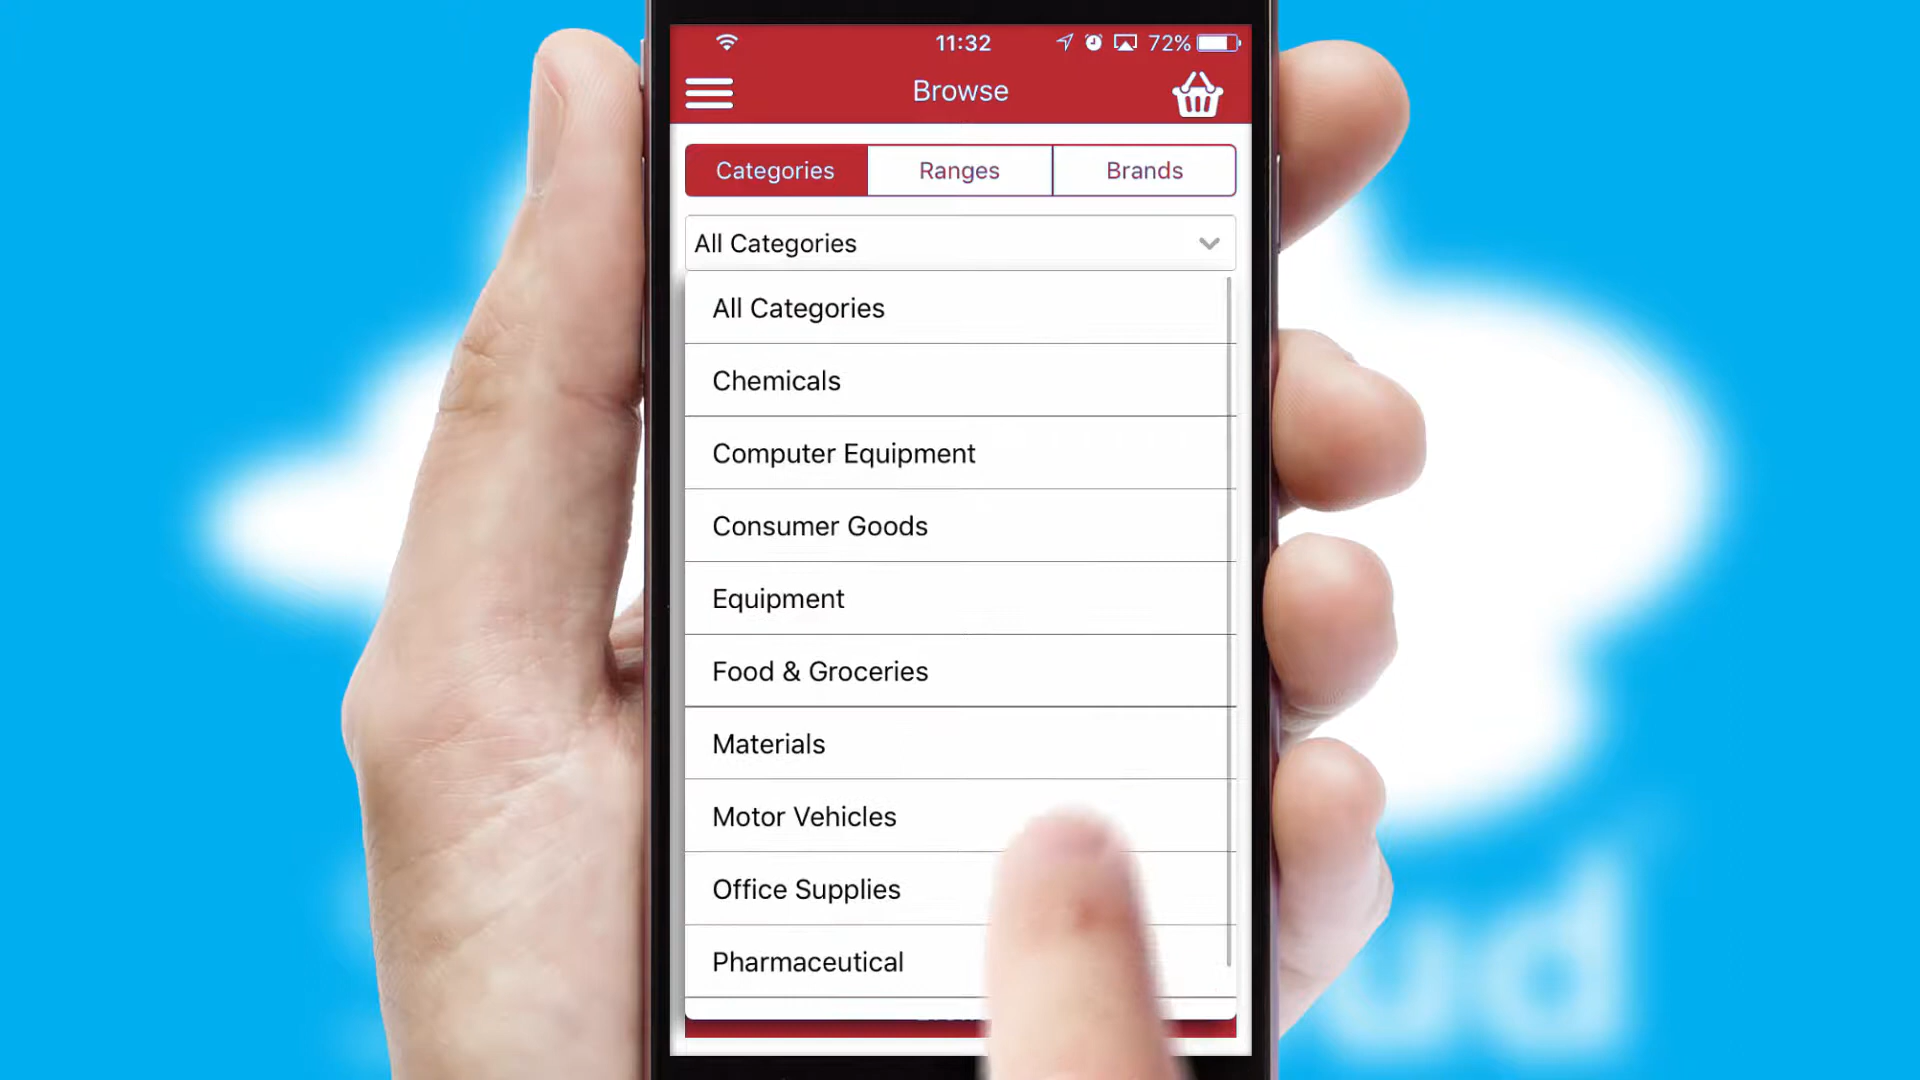 11:32 72%
Browse
Categories Ranges Brands
All Categories
All Categories
Chemicals
Computer Equipment
Consumer Goods
Equipment
Food & Groceries
Materials
Motor Vehicles
Office Supplies
Pharmaceutical